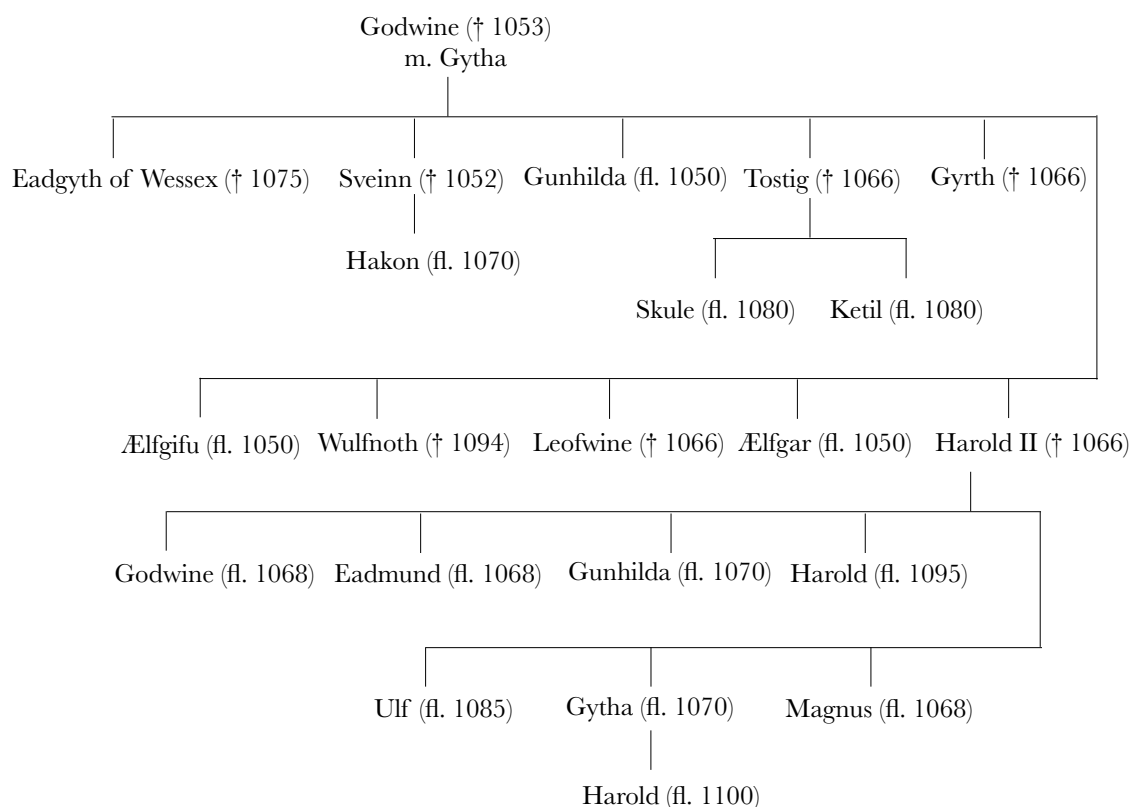 Godwine († 1053)
m. Gytha
Eadgyth of Wessex († 1075) Sveinn († 1052) Gunhilda (fl. 1050) Tostig († 1066) Gyrth († 1066)
Hakon (fl. 1070)
Skule (fl. 1080) Ketil (fl. 1080)
Ælfgifu (fl. 1050) Wulfnoth († 1094) Leofwine († 1066) Ælfgar (fl. 1050) Harold II († 1066)
Godwine (fl. 1068) Eadmund (fl. 1068) Gunhilda (fl. 1070) Harold (fl. 1095)
Ulf (fl. 1085) Gytha (fl. 1070) Magnus (fl. 1068)
Harold (fl. 1100)